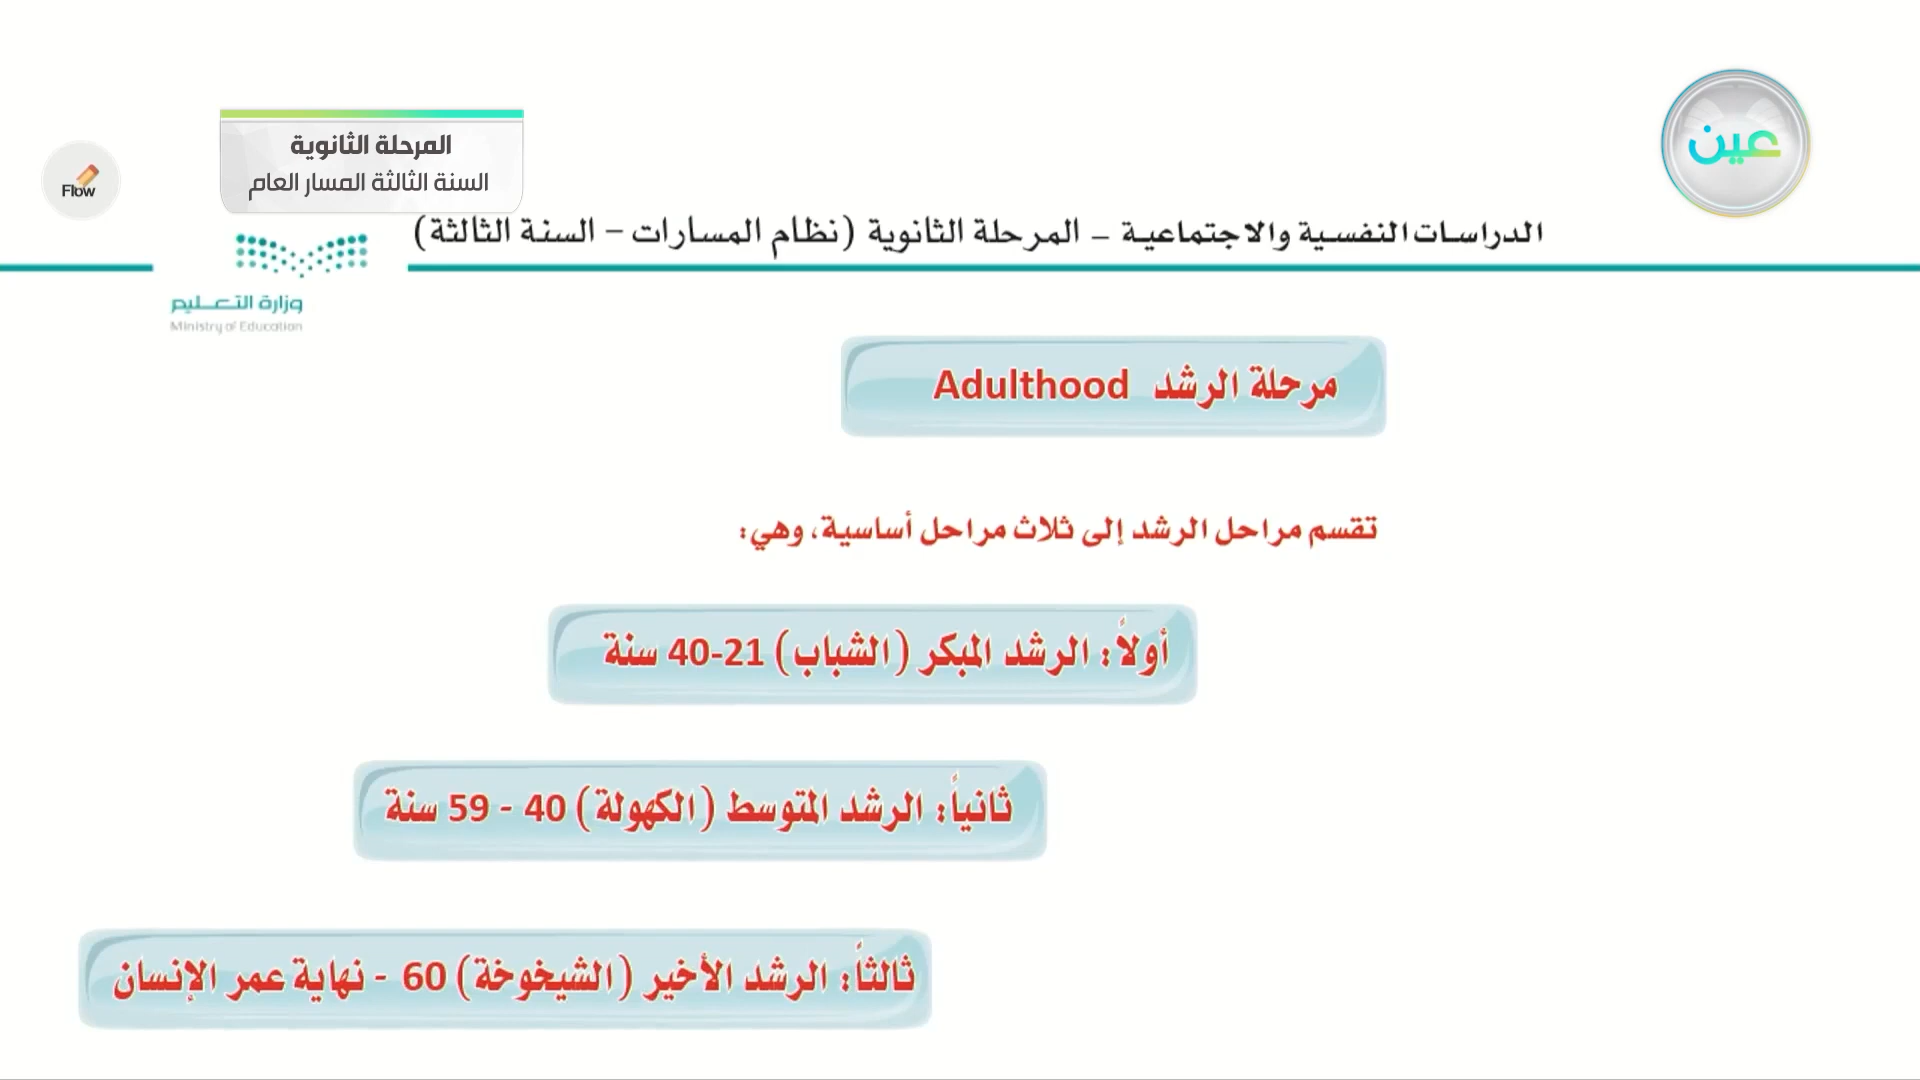 عين
المرحلة الثانوية
السنة الثالثة المسار العام
Flow
الدراسات النفسية والاجتماعية – المرحلة الثانوية (نظام المسارات – السنة الثالثة)
وزارة التعليم
Ministry of Education
مرحلة الرشد Adulthood
تقسم مراحل الرشد إلى ثلاث مراحل أساسية، وهي:
أولاً: الرشد المبكر (الشباب) 21-40 سنة
ثانياً: الرشد المتوسط (الكهولة) 40 - 59 سنة
ثالثاً: الرشد الأخير (الشيخوخة) 60 - نهاية عمر الإنسان